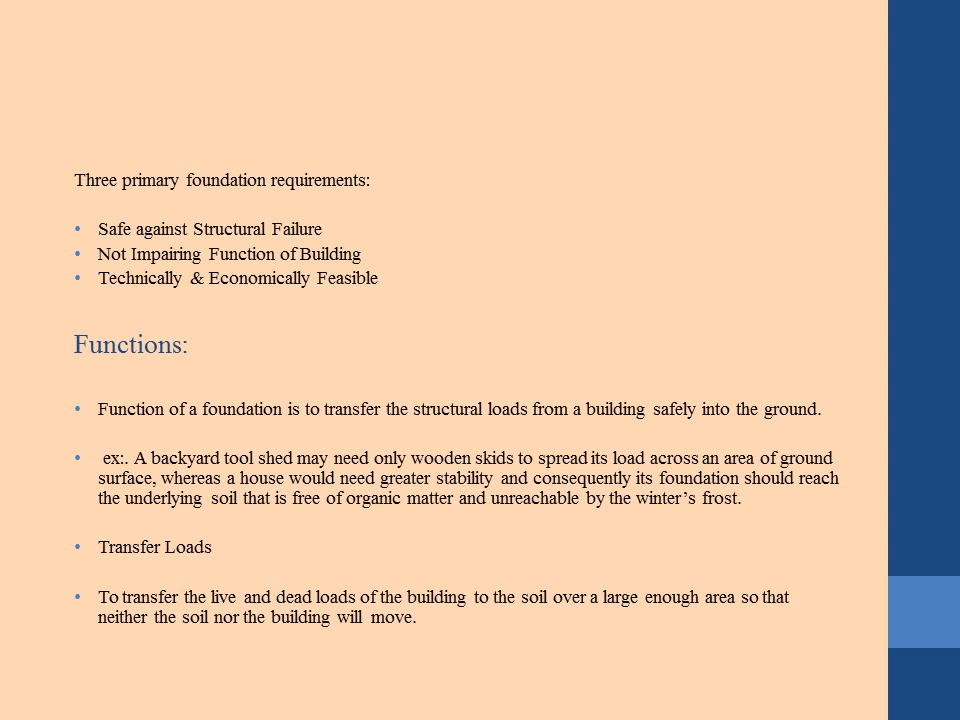 Three primary foundation requirements:
• Safe against Structural Failure
• Not Impairing Function of Building
• Technically & Economically Feasible
Functions:
• Function of a foundation is to transfer the structural loads from a building safely into the ground.
• ex:. A backyard tool shed may need only wooden skids to spread its load across an area of ground
surface, whereas a house would need greater stability and consequently its foundation should reach
the underlying soil that is free of organic matter and unreachable by the winter’s frost.
• Transfer Loads
• To transfer the live and dead loads of the building to the soil over a large enough area so that
neither the soil nor the building will move.